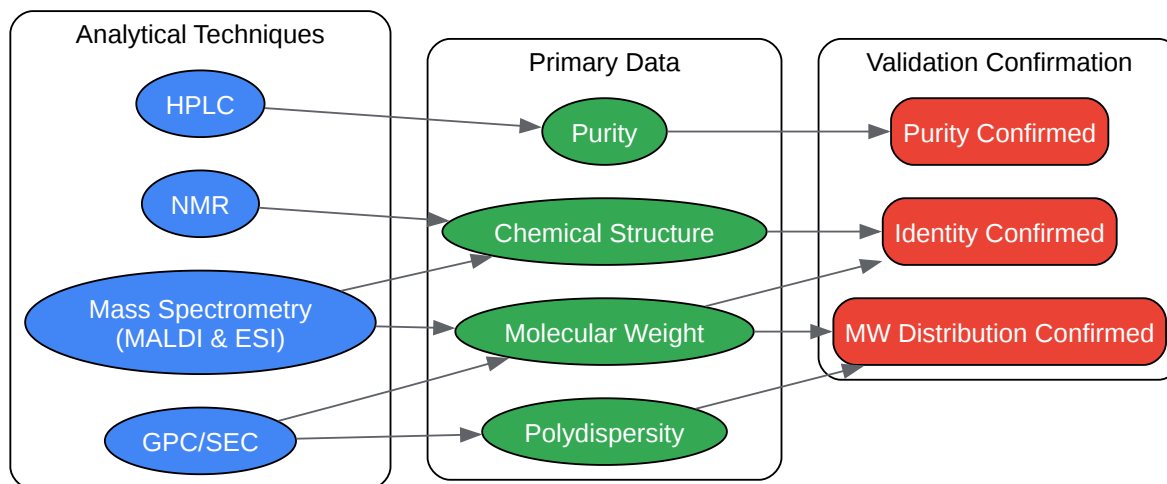 Analytical Techniques
HPLC
NMR
Mass Spectrometry
(MALDI & ESI)
GPC/SEC
Primary Data
Purity
Chemical Structure
Molecular Weight
Polydispersity
Validation Confirmation
Purity Confirmed
Identity Confirmed
MW Distribution Confirmed